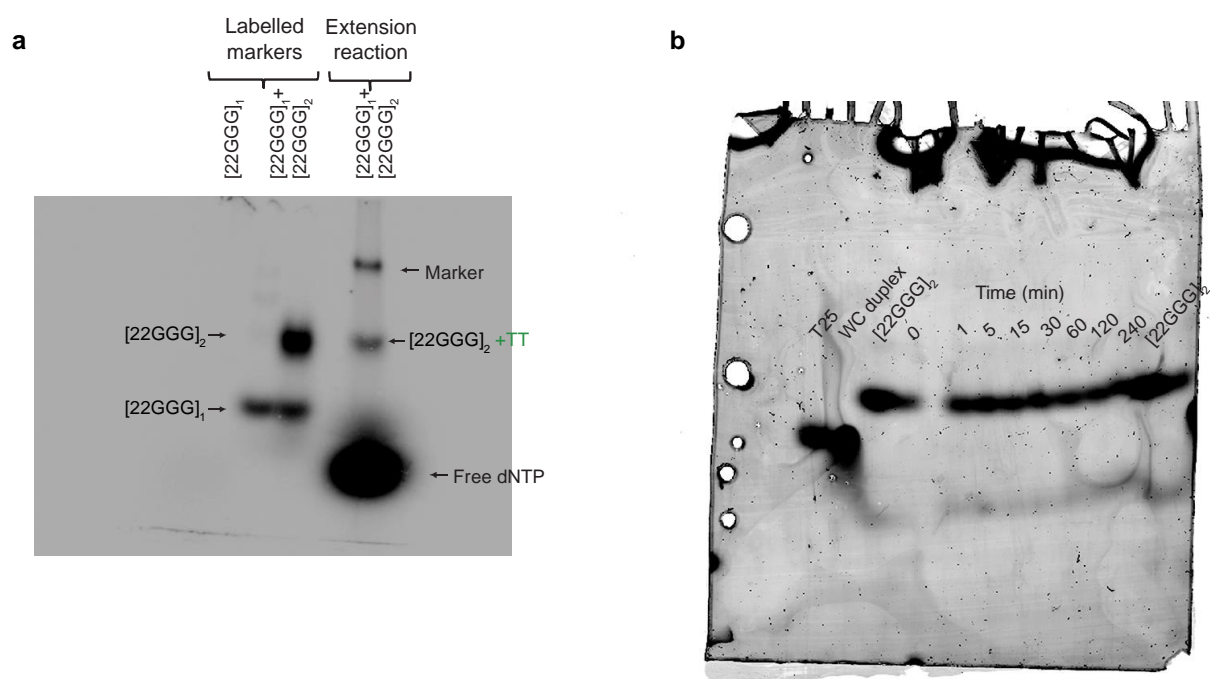 a
Labelled
markers
Extension
reaction
[22GGG]₁
[22GGG]₁+
[22GGG]₂
[22GGG]₁+
[22GGG]₂
Marker
[22GGG]₂
[22GGG]₂ +TT
[22GGG]₁
Free dNTP
b
T25
WC duplex
[22GGG]₂
Time (min)
0
1
5
15
30
60
120
240
[22GGG]₂